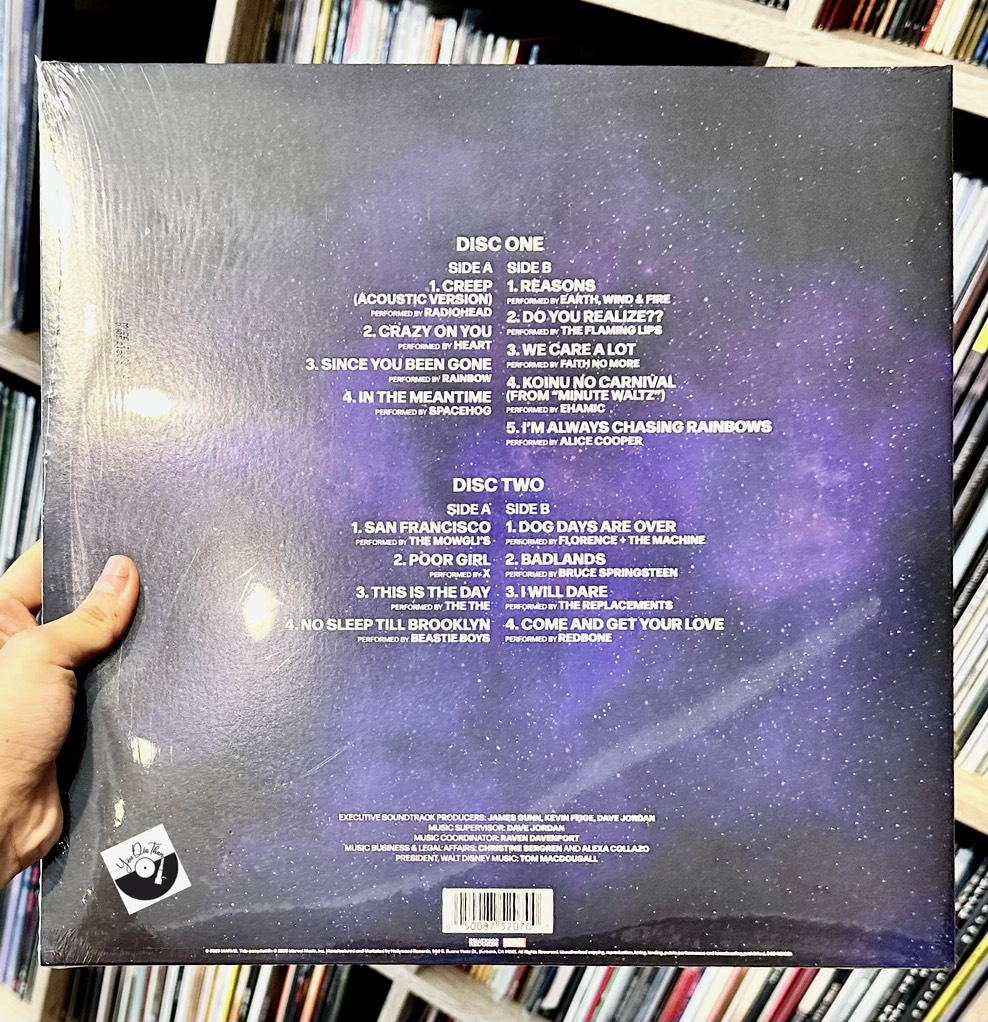 DISC ONE
SIDE A
1. CREEP
(ACOUSTIC VERSION)
PERFORMED BY RADIOHEAD
2. CRAZY ON YOU
PERFORMED BY HEART
3. SINCE YOU BEEN GONE
PERFORMED BY RAINBOW
4. IN THE MEANTIME
PERFORMED BY SPACEHOG
SIDE B
1. REASONS
PERFORMED BY EARTH, WIND & FIRE
2. DO YOU REALIZE??
PERFORMED BY THE FLAMING LIPS
3. WE CARE A LOT
PERFORMED BY FAITH NO MORE
4. KOINU NO CARNIVAL
(FROM "MINUTE WALTZ")
PERFORMED BY EHAMIC
5. I'M ALWAYS CHASING RAINBOWS
PERFORMED BY ALICE COOPER
DISC TWO
SIDE A
1. SAN FRANCISCO
PERFORMED BY THE MOWGLI'S
2. POOR GIRL
PERFORMED BY X
3. THIS IS THE DAY
PERFORMED BY THE THE
4. NO SLEEP TILL BROOKLYN
PERFORMED BY BEASTIE BOYS
SIDE B
1. DOG DAYS ARE OVER
PERFORMED BY FLORENCE + THE MACHINE
2. BADLANDS
PERFORMED BY BRUCE SPRINGSTEEN
3. I WILL DARE
PERFORMED BY THE REPLACEMENTS
4. COME AND GET YOUR LOVE
PERFORMED BY REDBONE
EXECUTIVE SOUNDTRACK PRODUCERS: JAMES GUNN, KEVIN FEIGE, DAVE JORDAN
MUSIC SUPERVISOR: DAVE JORDAN
MUSIC COORDINATOR: RAVEN DAVENPORT
MUSIC BUSINESS & LEGAL AFFAIRS: CHRISTINE BERGREN AND ALEXA COLLAZO
PRESIDENT, WALT DISNEY MUSIC: TOM MACDOUGALL
50087 52070